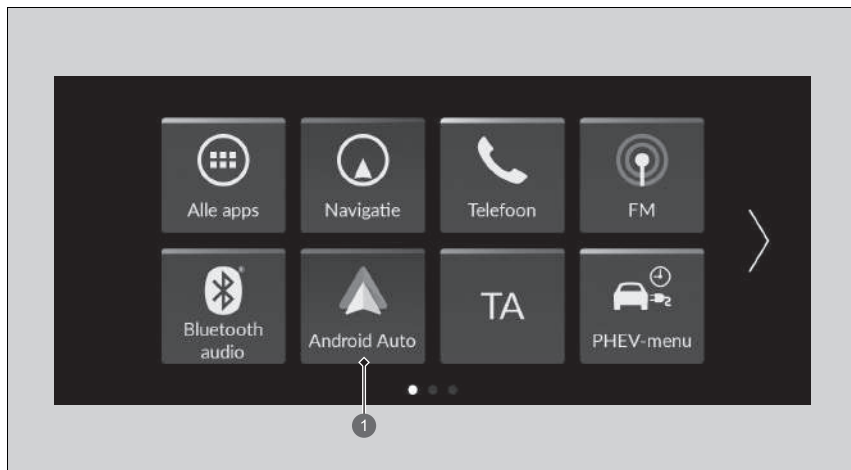 Alle apps
Navigatie
Telefoon
FM
Bluetooth
audio
Android Auto
TA
PHEV-menu
1